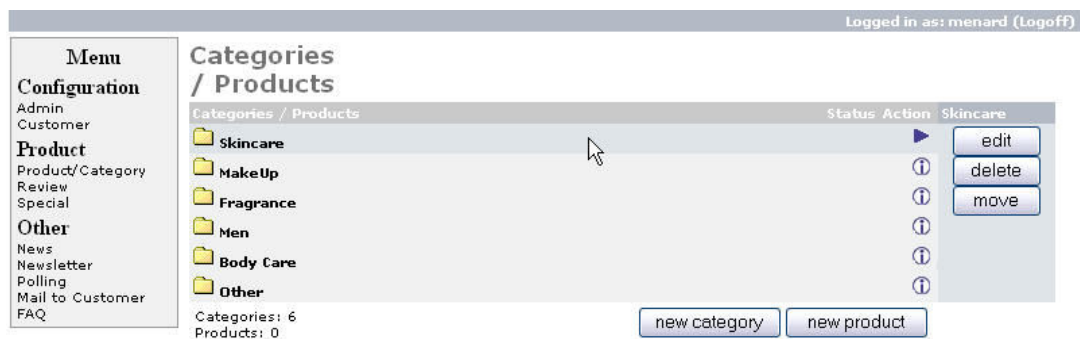 Logged in as: menard (Logoff)
Menu
Configuration
Admin
Customer
Product
Product/Category
Review
Special
Other
News
Newsletter
Polling
Mail to Customer
FAQ
Categories
/ Products
Categories / Products Status Action Skincare
Skincare
MakeUp
Fragrance
Men
Body Care
Other
edit
delete
move
Categories: 6
Products: 0
new category new product